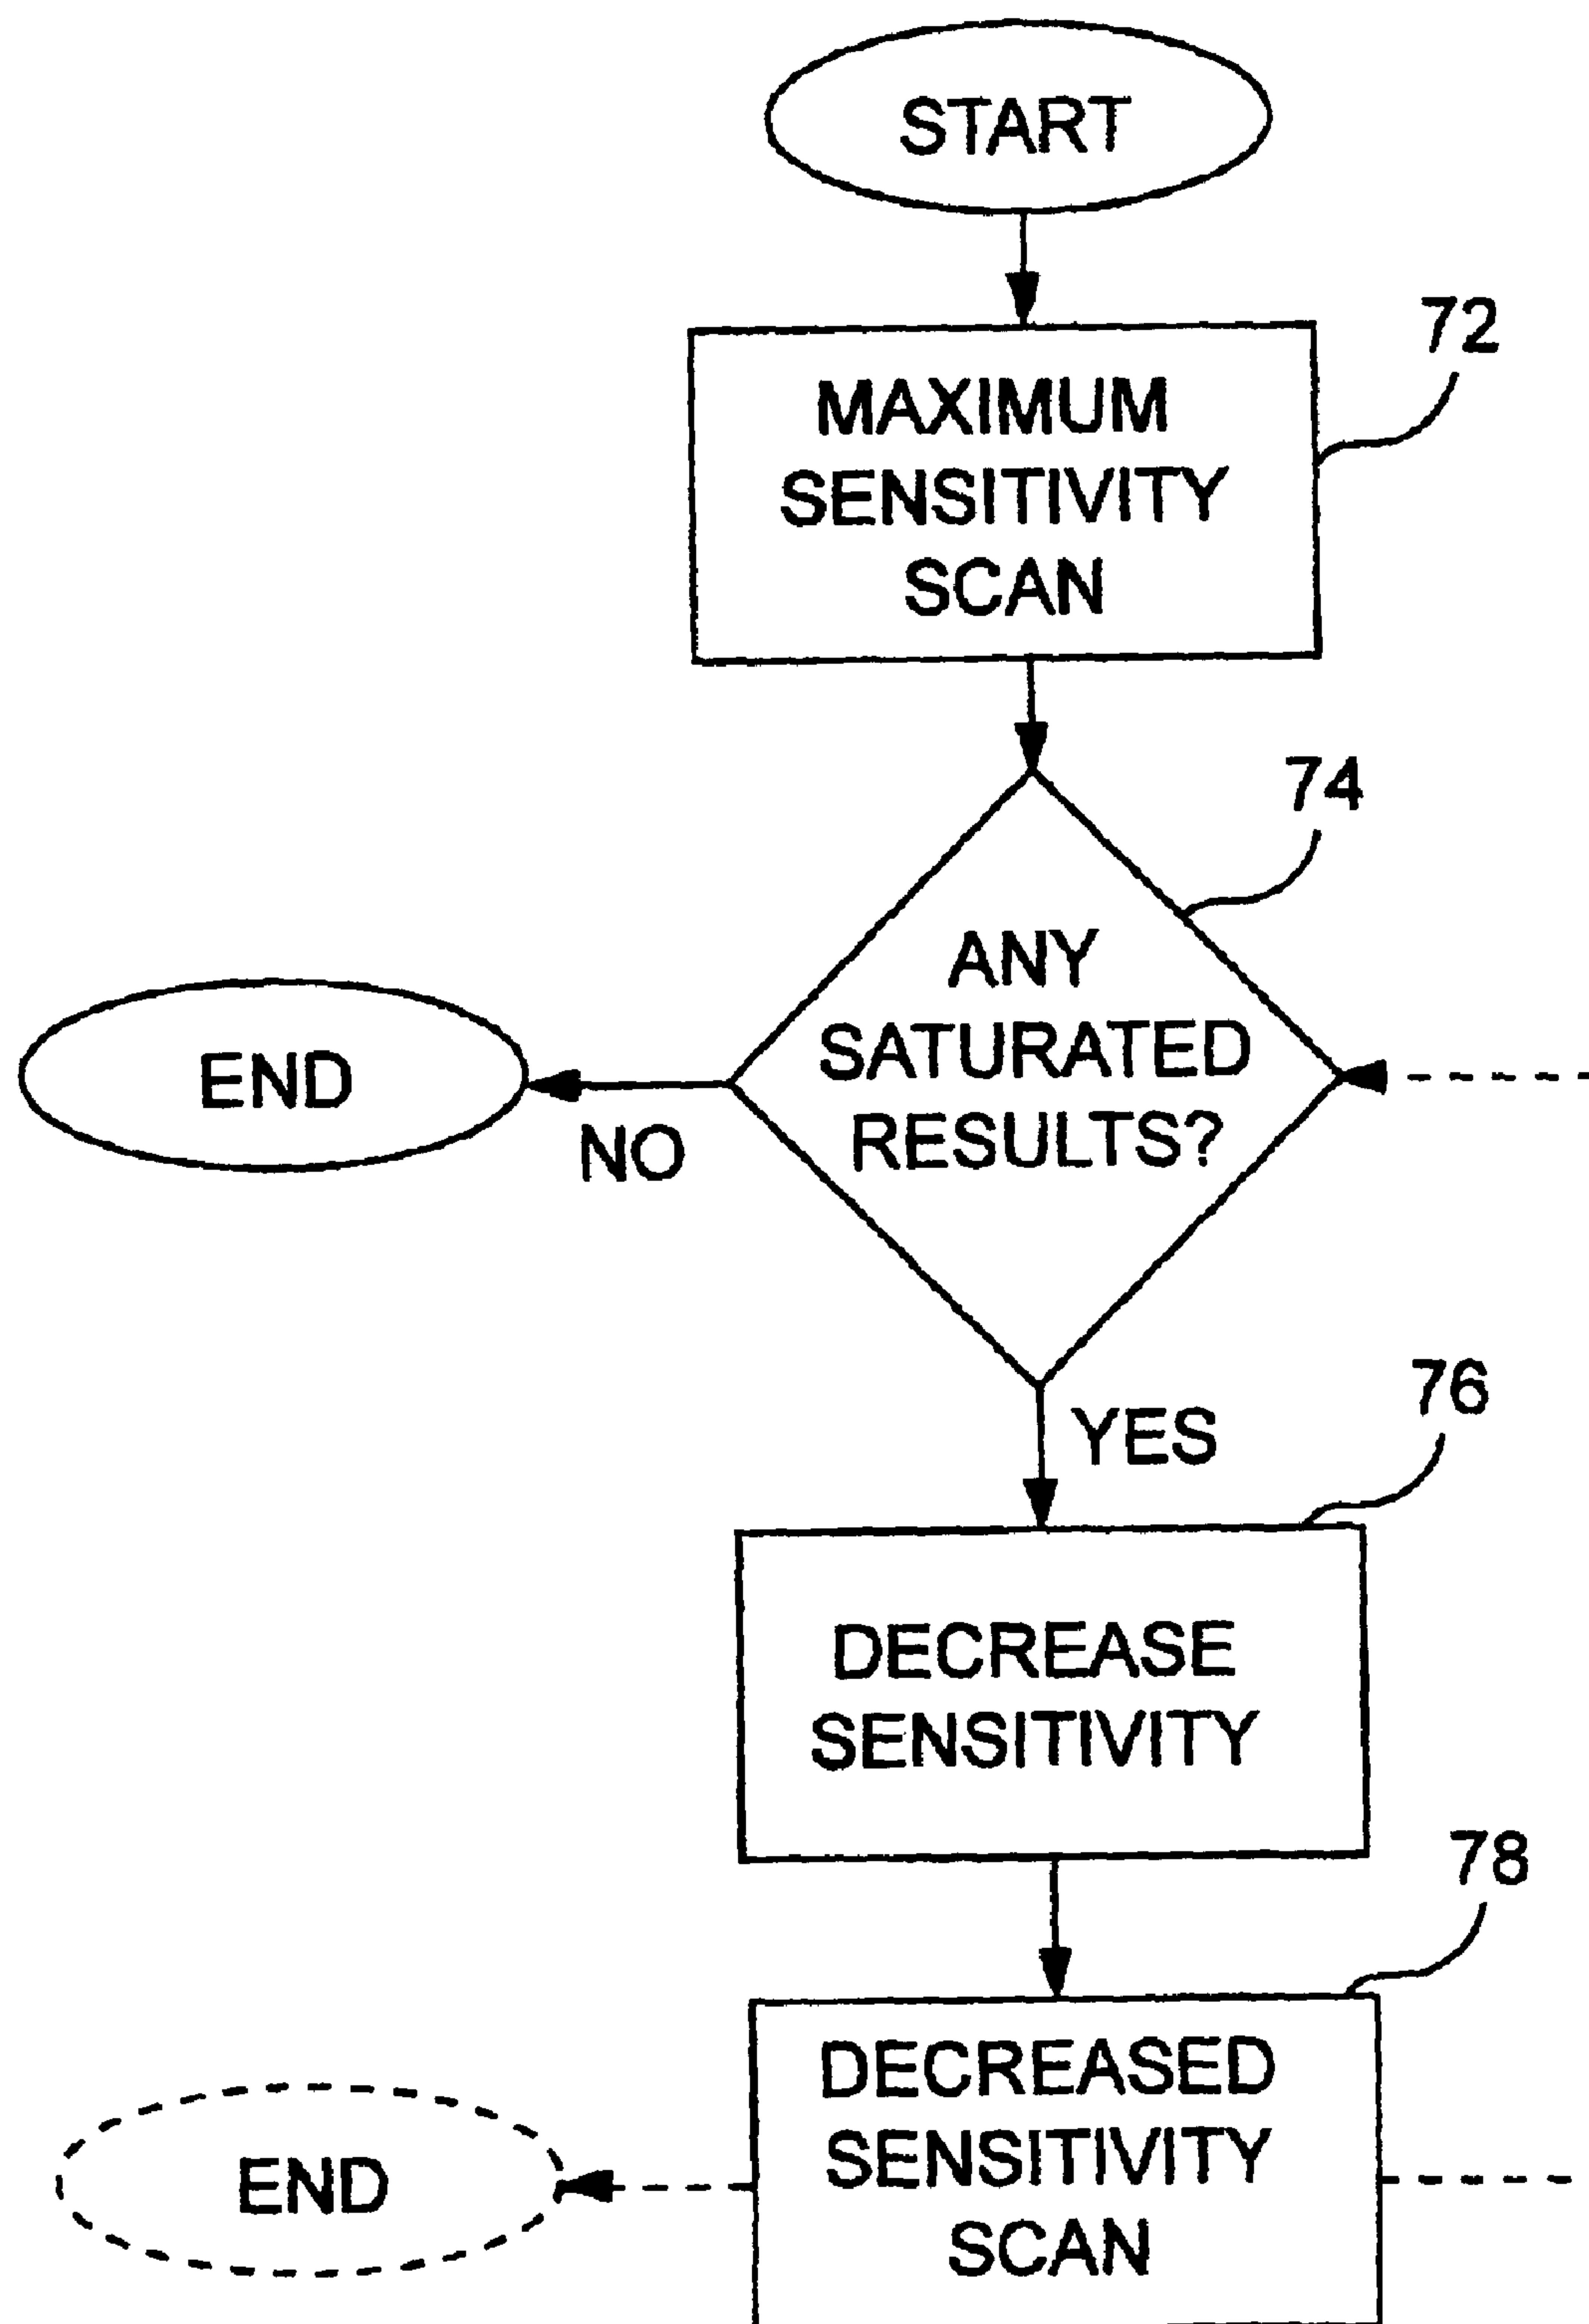 START
72
MAXIMUM
SENSITIVITY
SCAN
74
ANY
SATURATED
RESULTS?
END
NO
YES
76
DECREASE
SENSITIVITY
78
DECREASED
SENSITIVITY
SCAN
END